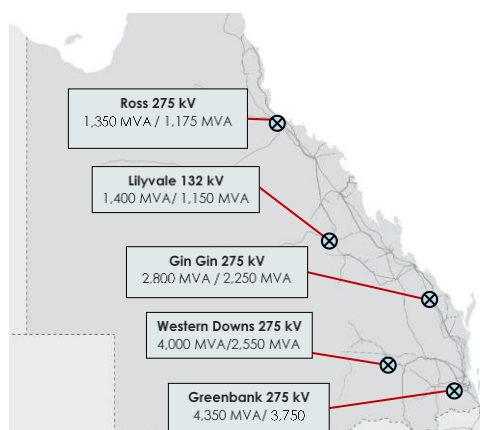 Ross 275 kV
1,350 MVA / 1,175 MVA
Lilyvale 132 kV
1,400 MVA/ 1,150 MVA
Gin Gin 275 kV
2,800 MVA / 2,250 MVA
Western Downs 275 kV
4,000 MVA/2,550 MVA
Greenbank 275 kV
4,350 MVA/ 3,750